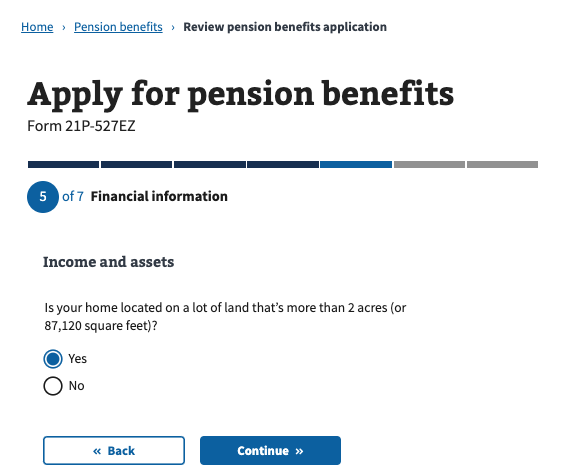 Home › Pension benefits › Review pension benefits application
Apply for pension benefits
Form 21P-527EZ
5 of 7 Financial information
Income and assets
Is your home located on a lot of land that's more than 2 acres (or
87,120 square feet)?
Yes
No
« Back
Continue »